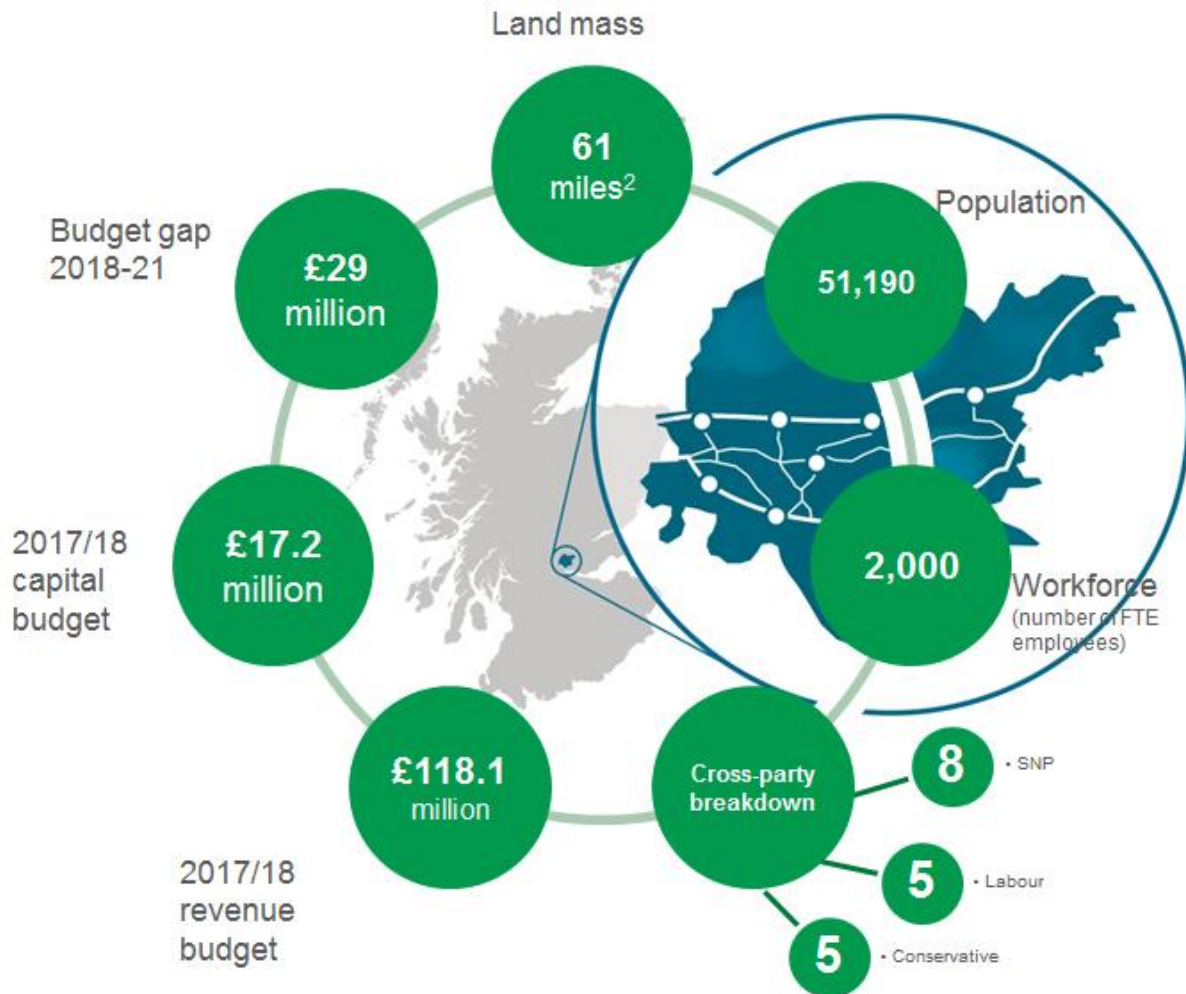 Land mass
61
miles²
Population
51,190
Budget gap
2018-21
£29
million
2017/18
capital
budget
£17.2
million
2,000
Workforce
(number of FTE
employees)
£118.1
million
2017/18
revenue
budget
Cross-party
breakdown
8
• SNP
5
• Labour
5
• Conservative